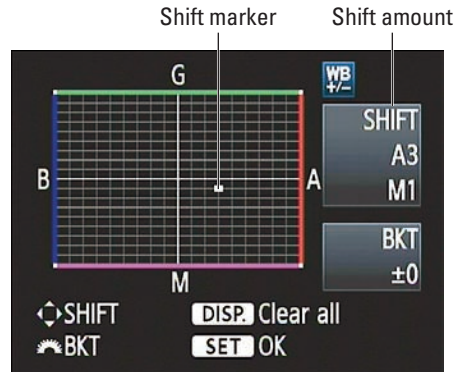 Shift marker Shift amount
G
WB
+/−
SHIFT
A3
M1
B
A
BKT
±0
M
SHIFT DISP. Clear all
BKT SET OK